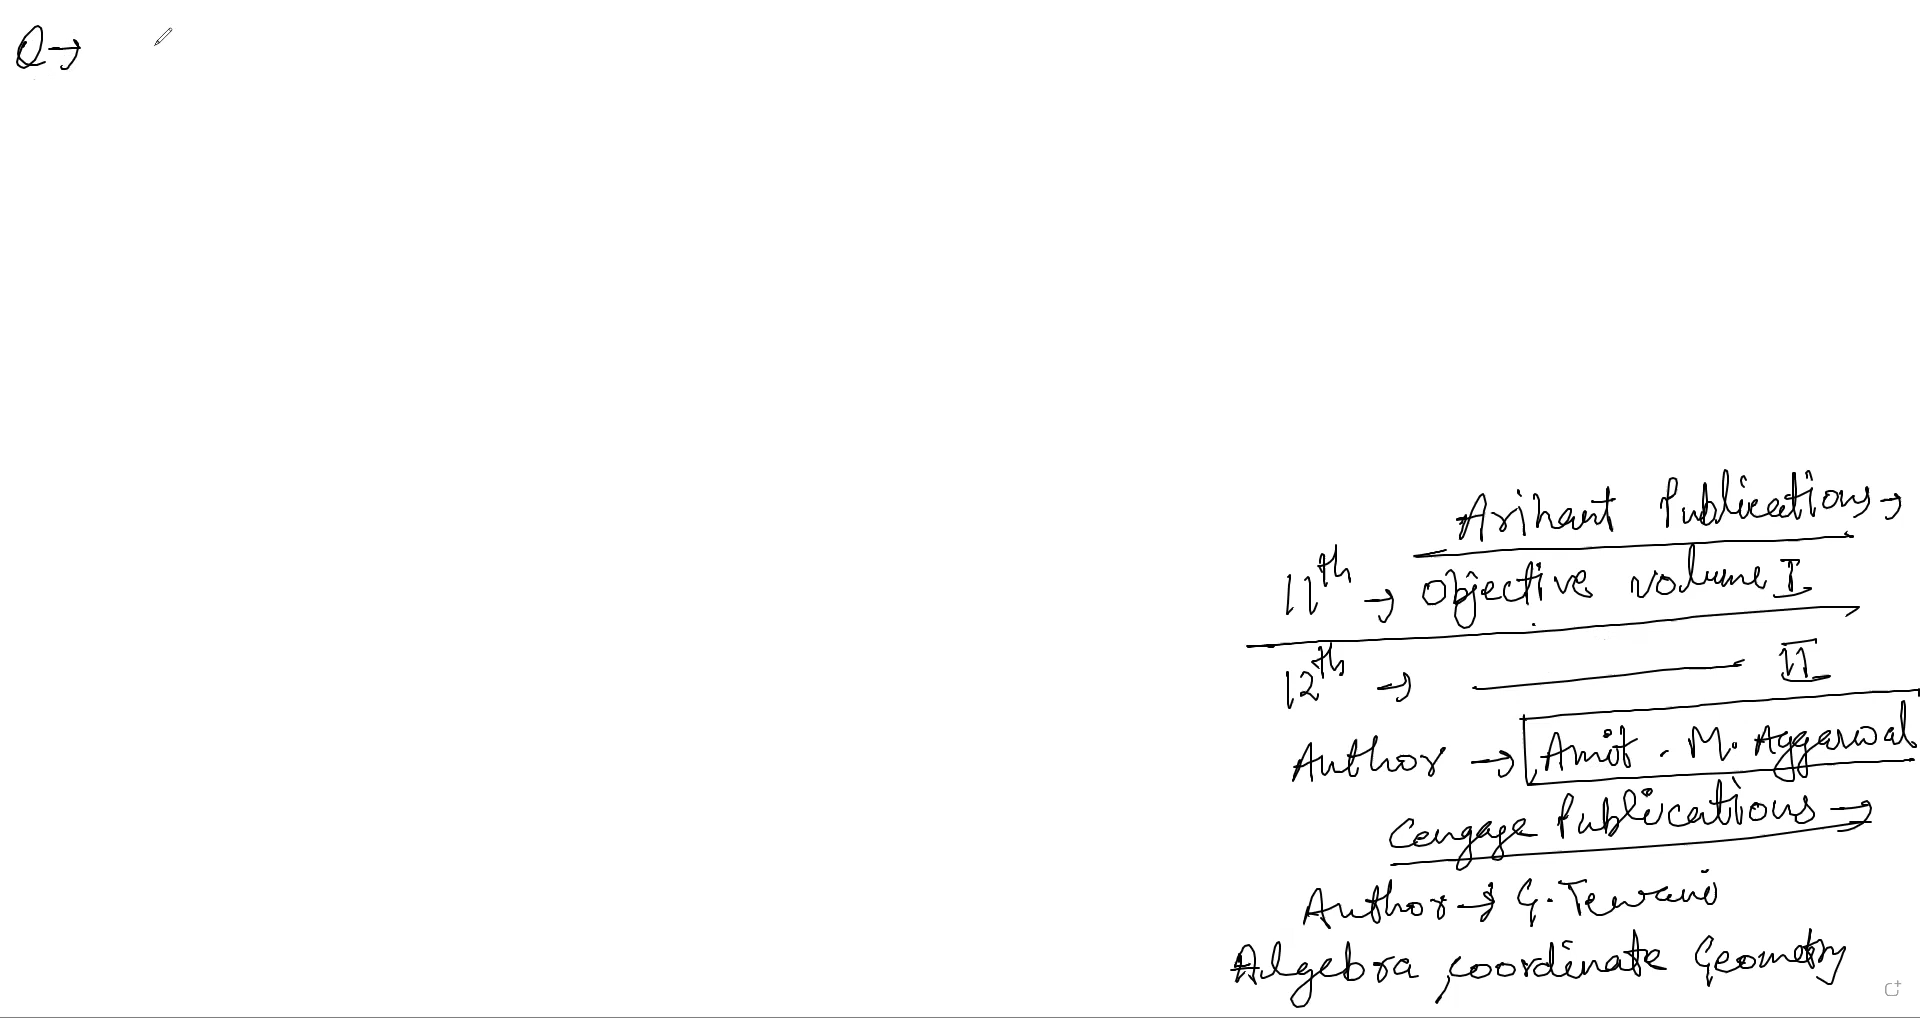 Q→
Arihant Publications→
11th → Objective volume I
12th → —— II
Author → Amit . M. Aggarwal
Cengage Publications →
Author → G. Tewani
Algebra, coordinate Geometry